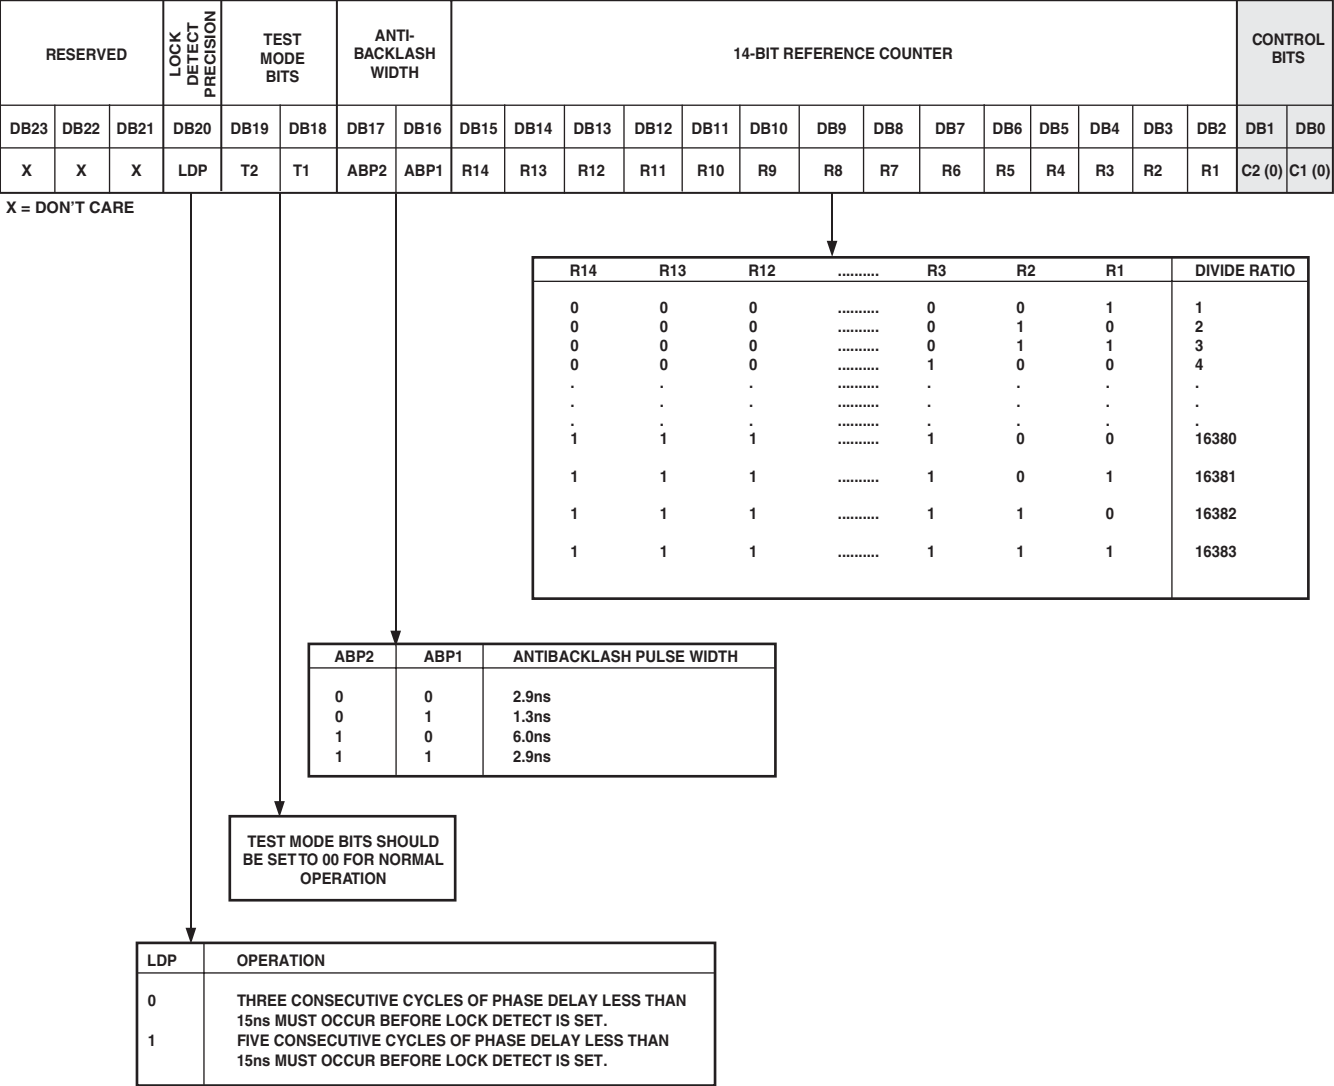 RESERVED
LOCK
DETECT
PRECISION
TEST
MODE
BITS
ANTI-
BACKLASH
WIDTH
14-BIT REFERENCE COUNTER
CONTROL
BITS
DB23 DB22 DB21 DB20 DB19 DB18 DB17 DB16 DB15 DB14 DB13 DB12 DB11 DB10 DB9 DB8 DB7 DB6 DB5 DB4 DB3 DB2 DB1 DB0
X X X LDP T2 T1 ABP2 ABP1 R14 R13 R12 R11 R10 R9 R8 R7 R6 R5 R4 R3 R2 R1 C2 (0) C1 (0)
X = DON'T CARE
R14 R13 R12 .......... R3 R2 R1 DIVIDE RATIO
0 0 0 .......... 0 0 1 1
0 0 0 .......... 0 1 0 2
0 0 0 .......... 0 1 1 3
0 0 0 .......... 1 0 0 4
. . . .......... . . . .
. . . .......... . . . .
. . . .......... . . . .
1 1 1 .......... 1 0 0 16380
1 1 1 .......... 1 0 1 16381
1 1 1 .......... 1 1 0 16382
1 1 1 .......... 1 1 1 16383
ABP2 ABP1 ANTIBACKLASH PULSE WIDTH
0 0 2.9ns
0 1 1.3ns
1 0 6.0ns
1 1 2.9ns
TEST MODE BITS SHOULD
BE SET TO 00 FOR NORMAL
OPERATION
LDP OPERATION
0 THREE CONSECUTIVE CYCLES OF PHASE DELAY LESS THAN
15ns MUST OCCUR BEFORE LOCK DETECT IS SET.
1 FIVE CONSECUTIVE CYCLES OF PHASE DELAY LESS THAN
15ns MUST OCCUR BEFORE LOCK DETECT IS SET.